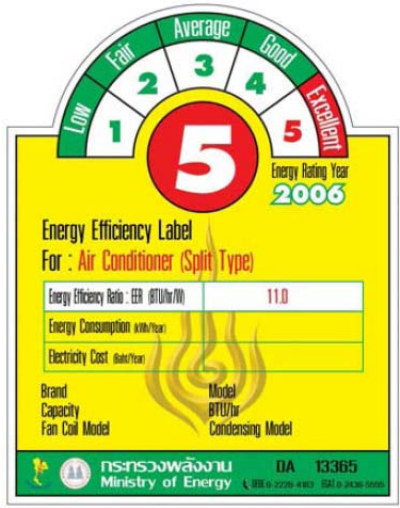 Low Fair Average Good Excellent
1 2 3 4 5
5
Energy Rating Year
2006
Energy Efficiency Label
For : Air Conditioner (Split Type)
Energy Efficiency Ratio : EER (BTU/hr/W) 11.0
Energy Consumption (kWh/Year)
Electricity Cost (Baht/Year)
Brand Model
Capacity BTU/hr
Fan Coil Model Condensing Model
กระทรวงพลังงาน DA 13365
Ministry of Energy